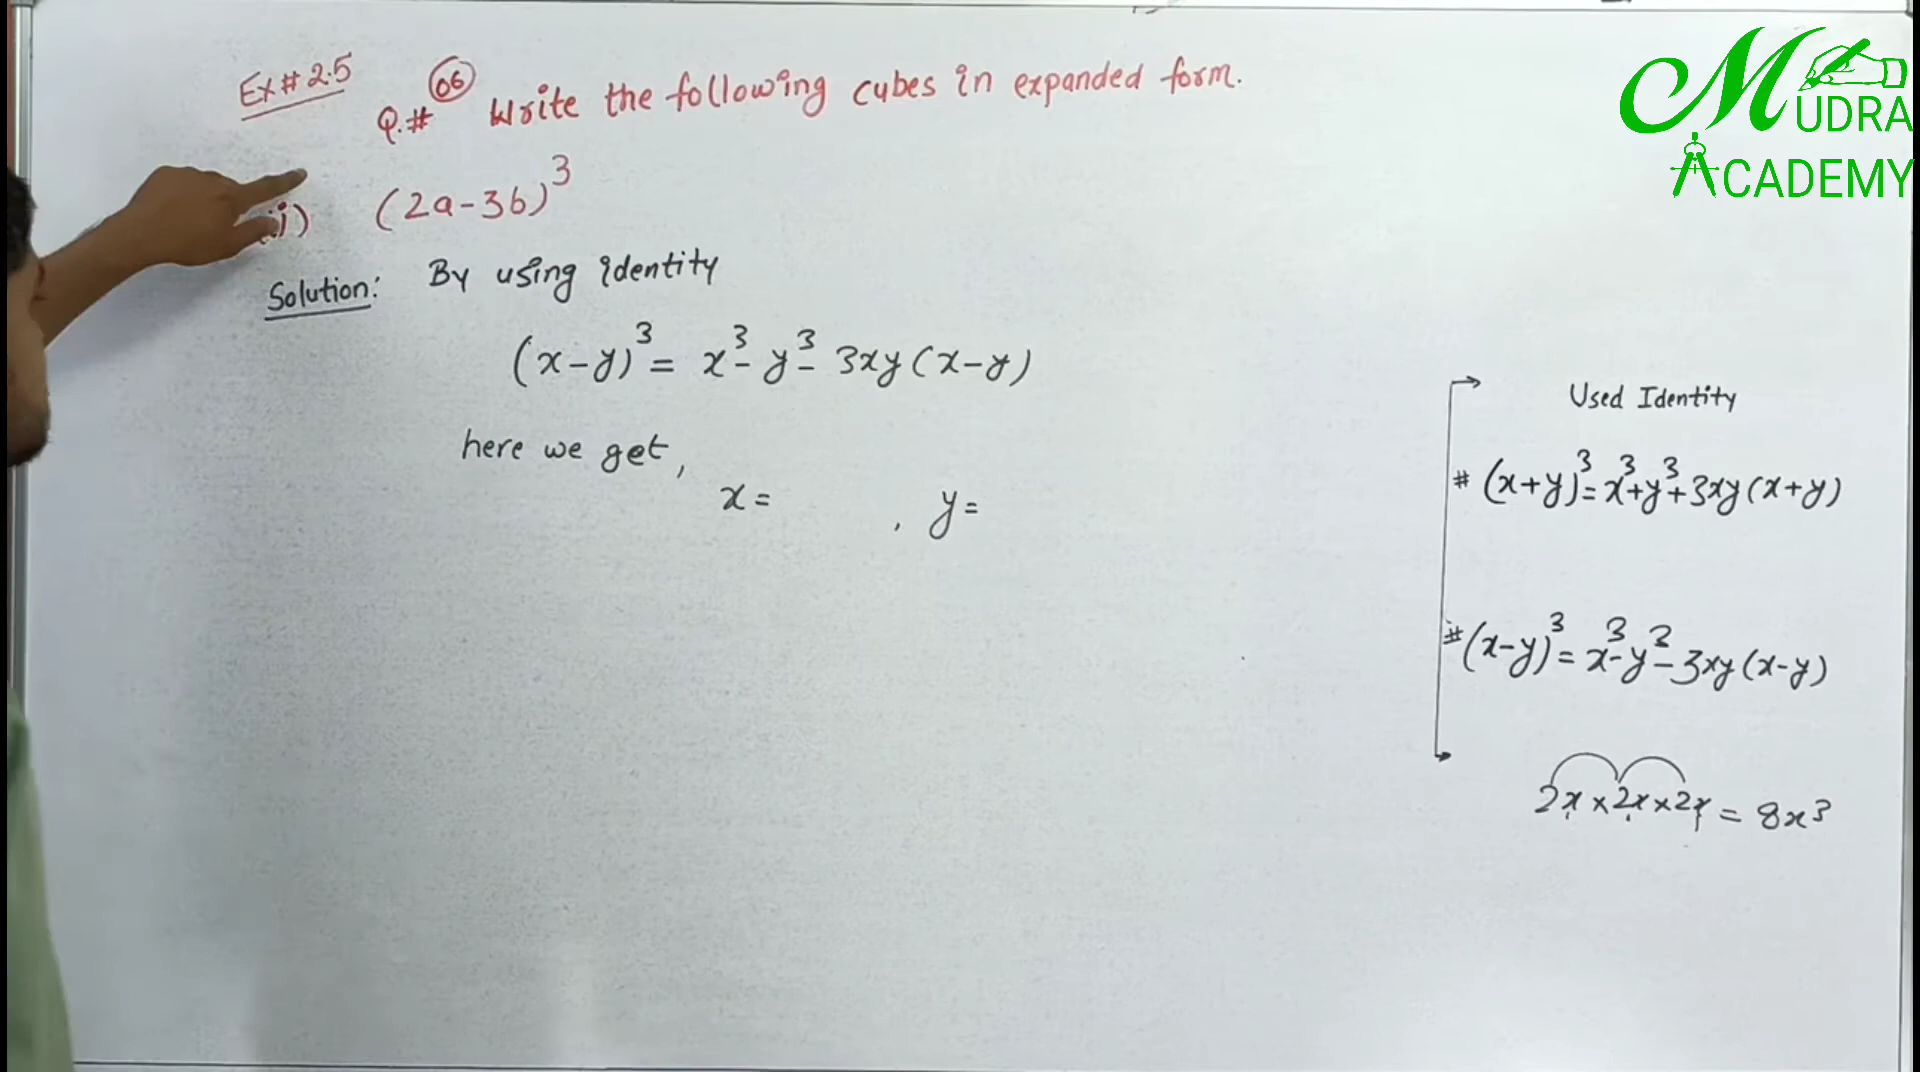 Ex # 2.5
Q.# 06 Write the following cubes in expanded form.
(2a-3b)³
Solution: By using identity
(x-y)³ = x³- y³- 3xy(x-y)
here we get,
x= , y=
Used Identity
# (x+y)³= x³+y³+3xy(x+y)
# (x-y)³= x³-y³-3xy(x-y)
2x×2x×2x = 8x³
MUDRA
ACADEMY